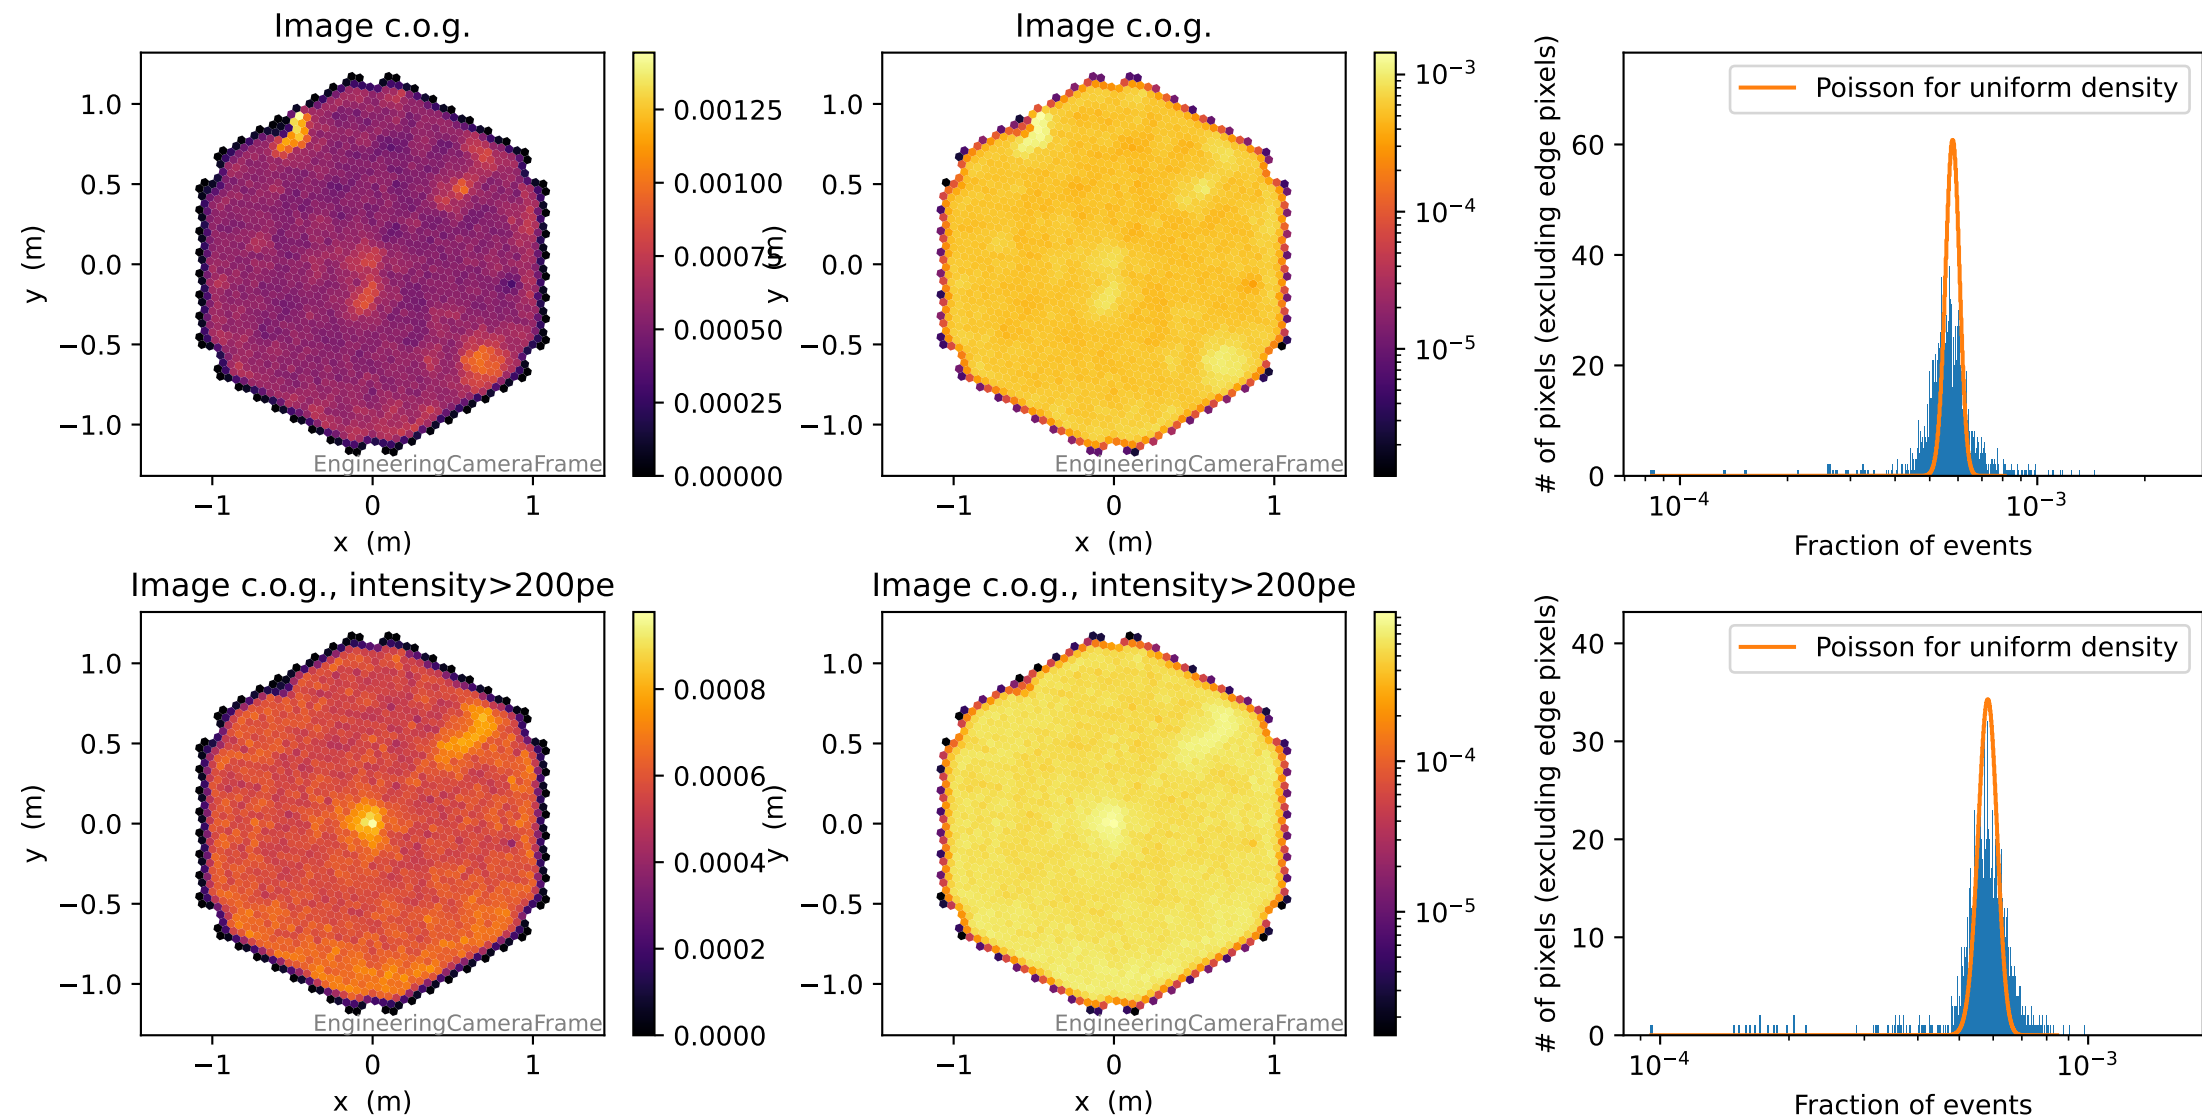 Image c.o.g.
1.0
0.5
0.0
−0.5
−1.0
y (m)
−1
0
1
x (m)
EngineeringCameraFrame
0.00125
0.00100
0.00075
0.00050
0.00025
0.00000
Image c.o.g.
1.0
0.5
0.0
−0.5
−1.0
y (m)
−1
0
1
x (m)
EngineeringCameraFrame
10⁻³
10⁻⁴
10⁻⁵
# of pixels (excluding edge pixels)
60
40
20
0
Poisson for uniform density
10⁻⁴
10⁻³
Fraction of events
Image c.o.g., intensity>200pe
1.0
0.5
0.0
−0.5
−1.0
y (m)
−1
0
1
x (m)
EngineeringCameraFrame
0.0008
0.0006
0.0004
0.0002
0.0000
Image c.o.g., intensity>200pe
1.0
0.5
0.0
−0.5
−1.0
y (m)
−1
0
1
x (m)
EngineeringCameraFrame
10⁻⁴
10⁻⁵
# of pixels (excluding edge pixels)
40
30
20
10
0
Poisson for uniform density
10⁻⁴
10⁻³
Fraction of events